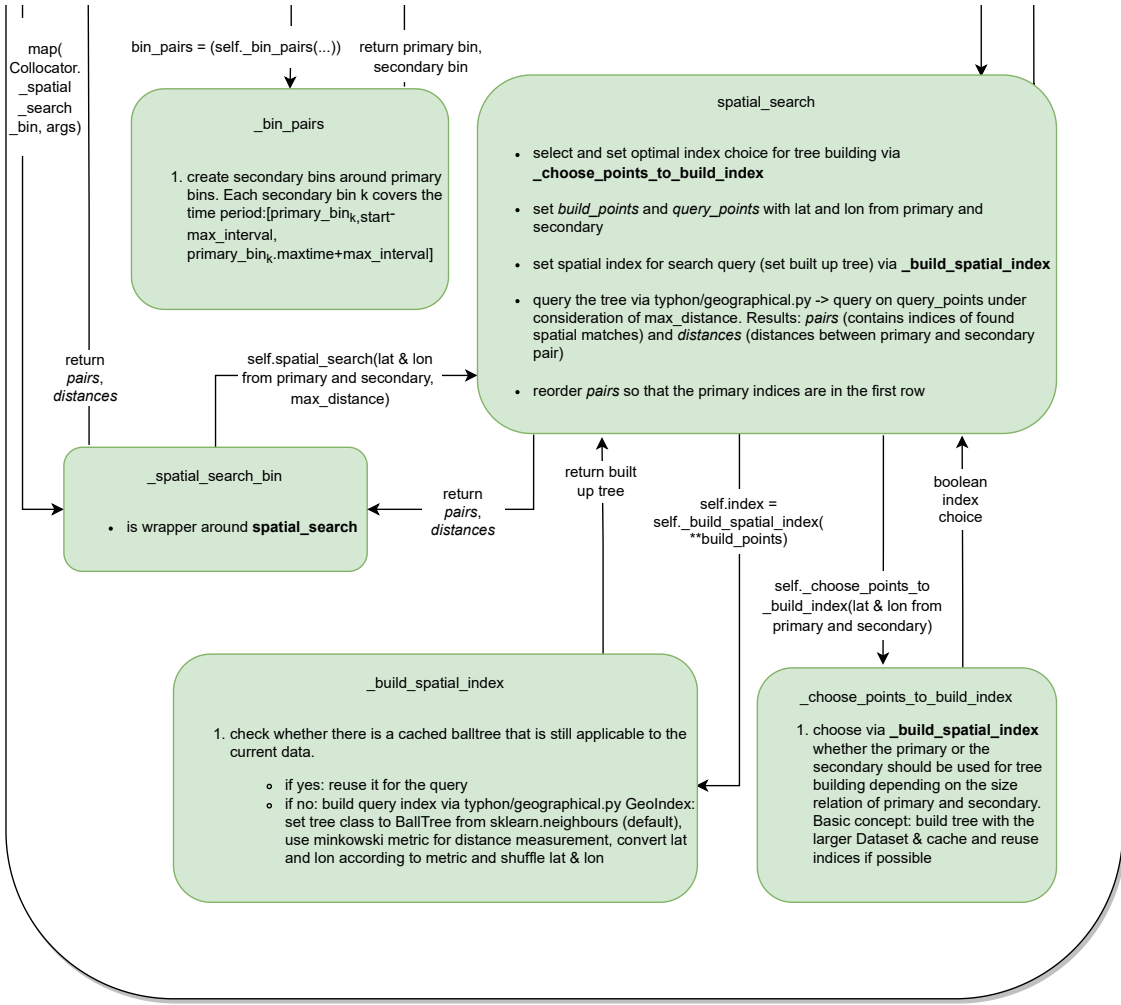 map(
Collocator.
_spatial
_search
_bin, args)
bin_pairs = (self._bin_pairs(...))
return primary bin,
secondary bin
_bin_pairs
1. create secondary bins around primary
bins. Each secondary bin k covers the
time period:[primary_bin_k,start-
max_interval,
primary_bin_k.maxtime+max_interval]
spatial_search
• select and set optimal index choice for tree building via
_choose_points_to_build_index
• set build_points and query_points with lat and lon from primary and
secondary
• set spatial index for search query (set built up tree) via _build_spatial_index
• query the tree via typhon/geographical.py -> query on query_points under
consideration of max_distance. Results: pairs (contains indices of found
spatial matches) and distances (distances between primary and secondary
pair)
• reorder pairs so that the primary indices are in the first row
return
pairs,
distances
self.spatial_search(lat & lon
from primary and secondary,
max_distance)
_spatial_search_bin
• is wrapper around spatial_search
return
pairs,
distances
return built
up tree
self.index =
self._build_spatial_index(
**build_points)
boolean
index
choice
self._choose_points_to
_build_index(lat & lon from
primary and secondary)
_build_spatial_index
1. check whether there is a cached balltree that is still applicable to the
current data.
if yes: reuse it for the query
if no: build query index via typhon/geographical.py GeoIndex:
set tree class to BallTree from sklearn.neighbours (default),
use minkowski metric for distance measurement, convert lat
and lon according to metric and shuffle lat & lon
_choose_points_to_build_index
1. choose via _build_spatial_index
whether the primary or the
secondary should be used for tree
building depending on the size
relation of primary and secondary.
Basic concept: build tree with the
larger Dataset & cache and reuse
indices if possible